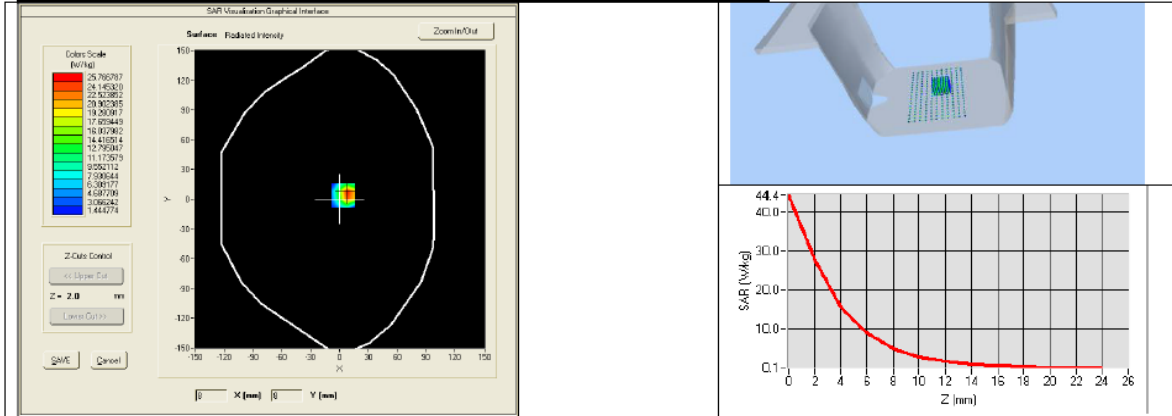 SAR Visualisation Graphical Interface
Surface Radiated Intensity
Zoom In/Out
Colors Scale
(W/kg)
25.766787
24.145320
22.523852
20.902385
19.280917
17.659449
16.037982
14.416514
12.795047
11.173579
9.552112
7.930644
6.309177
4.687709
3.066242
1.444774
Z-Cuts Control
<< Upper Cut
Z = 2.0 mm
Lower Cut >>
SAVE Cancel
150
120
90
60
30
0
-30
-60
-90
-120
-150
Y
-150 -120 -90 -60 -30 0 30 60 90 120 150
X
8 X (mm) 8 Y (mm)
44.4
40.0
30.0
20.0
10.0
0.1
SAR (W/kg)
0 2 4 6 8 10 12 14 16 18 20 22 24 26
Z (mm)